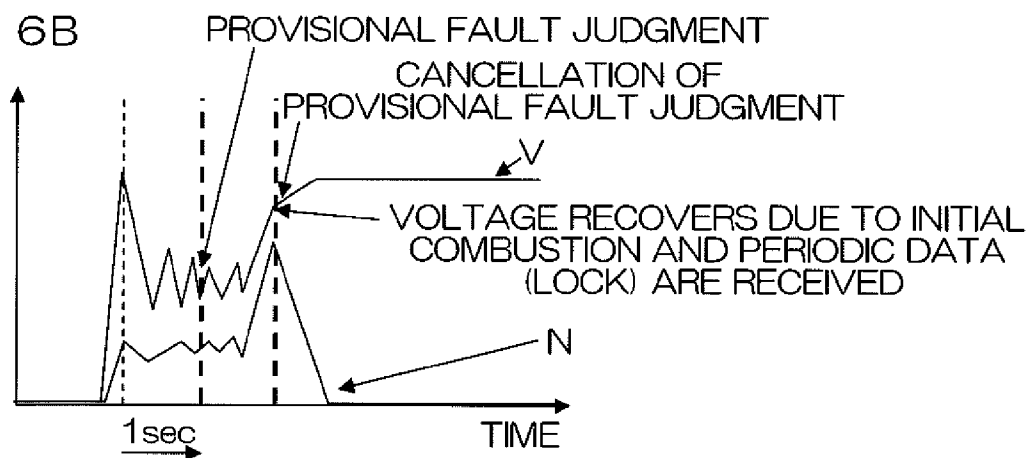 6B
PROVISIONAL FAULT JUDGMENT
CANCELLATION OF
PROVISIONAL FAULT JUDGMENT
V
VOLTAGE RECOVERS DUE TO INITIAL
COMBUSTION AND PERIODIC DATA
(LOCK) ARE RECEIVED
N
1sec
TIME